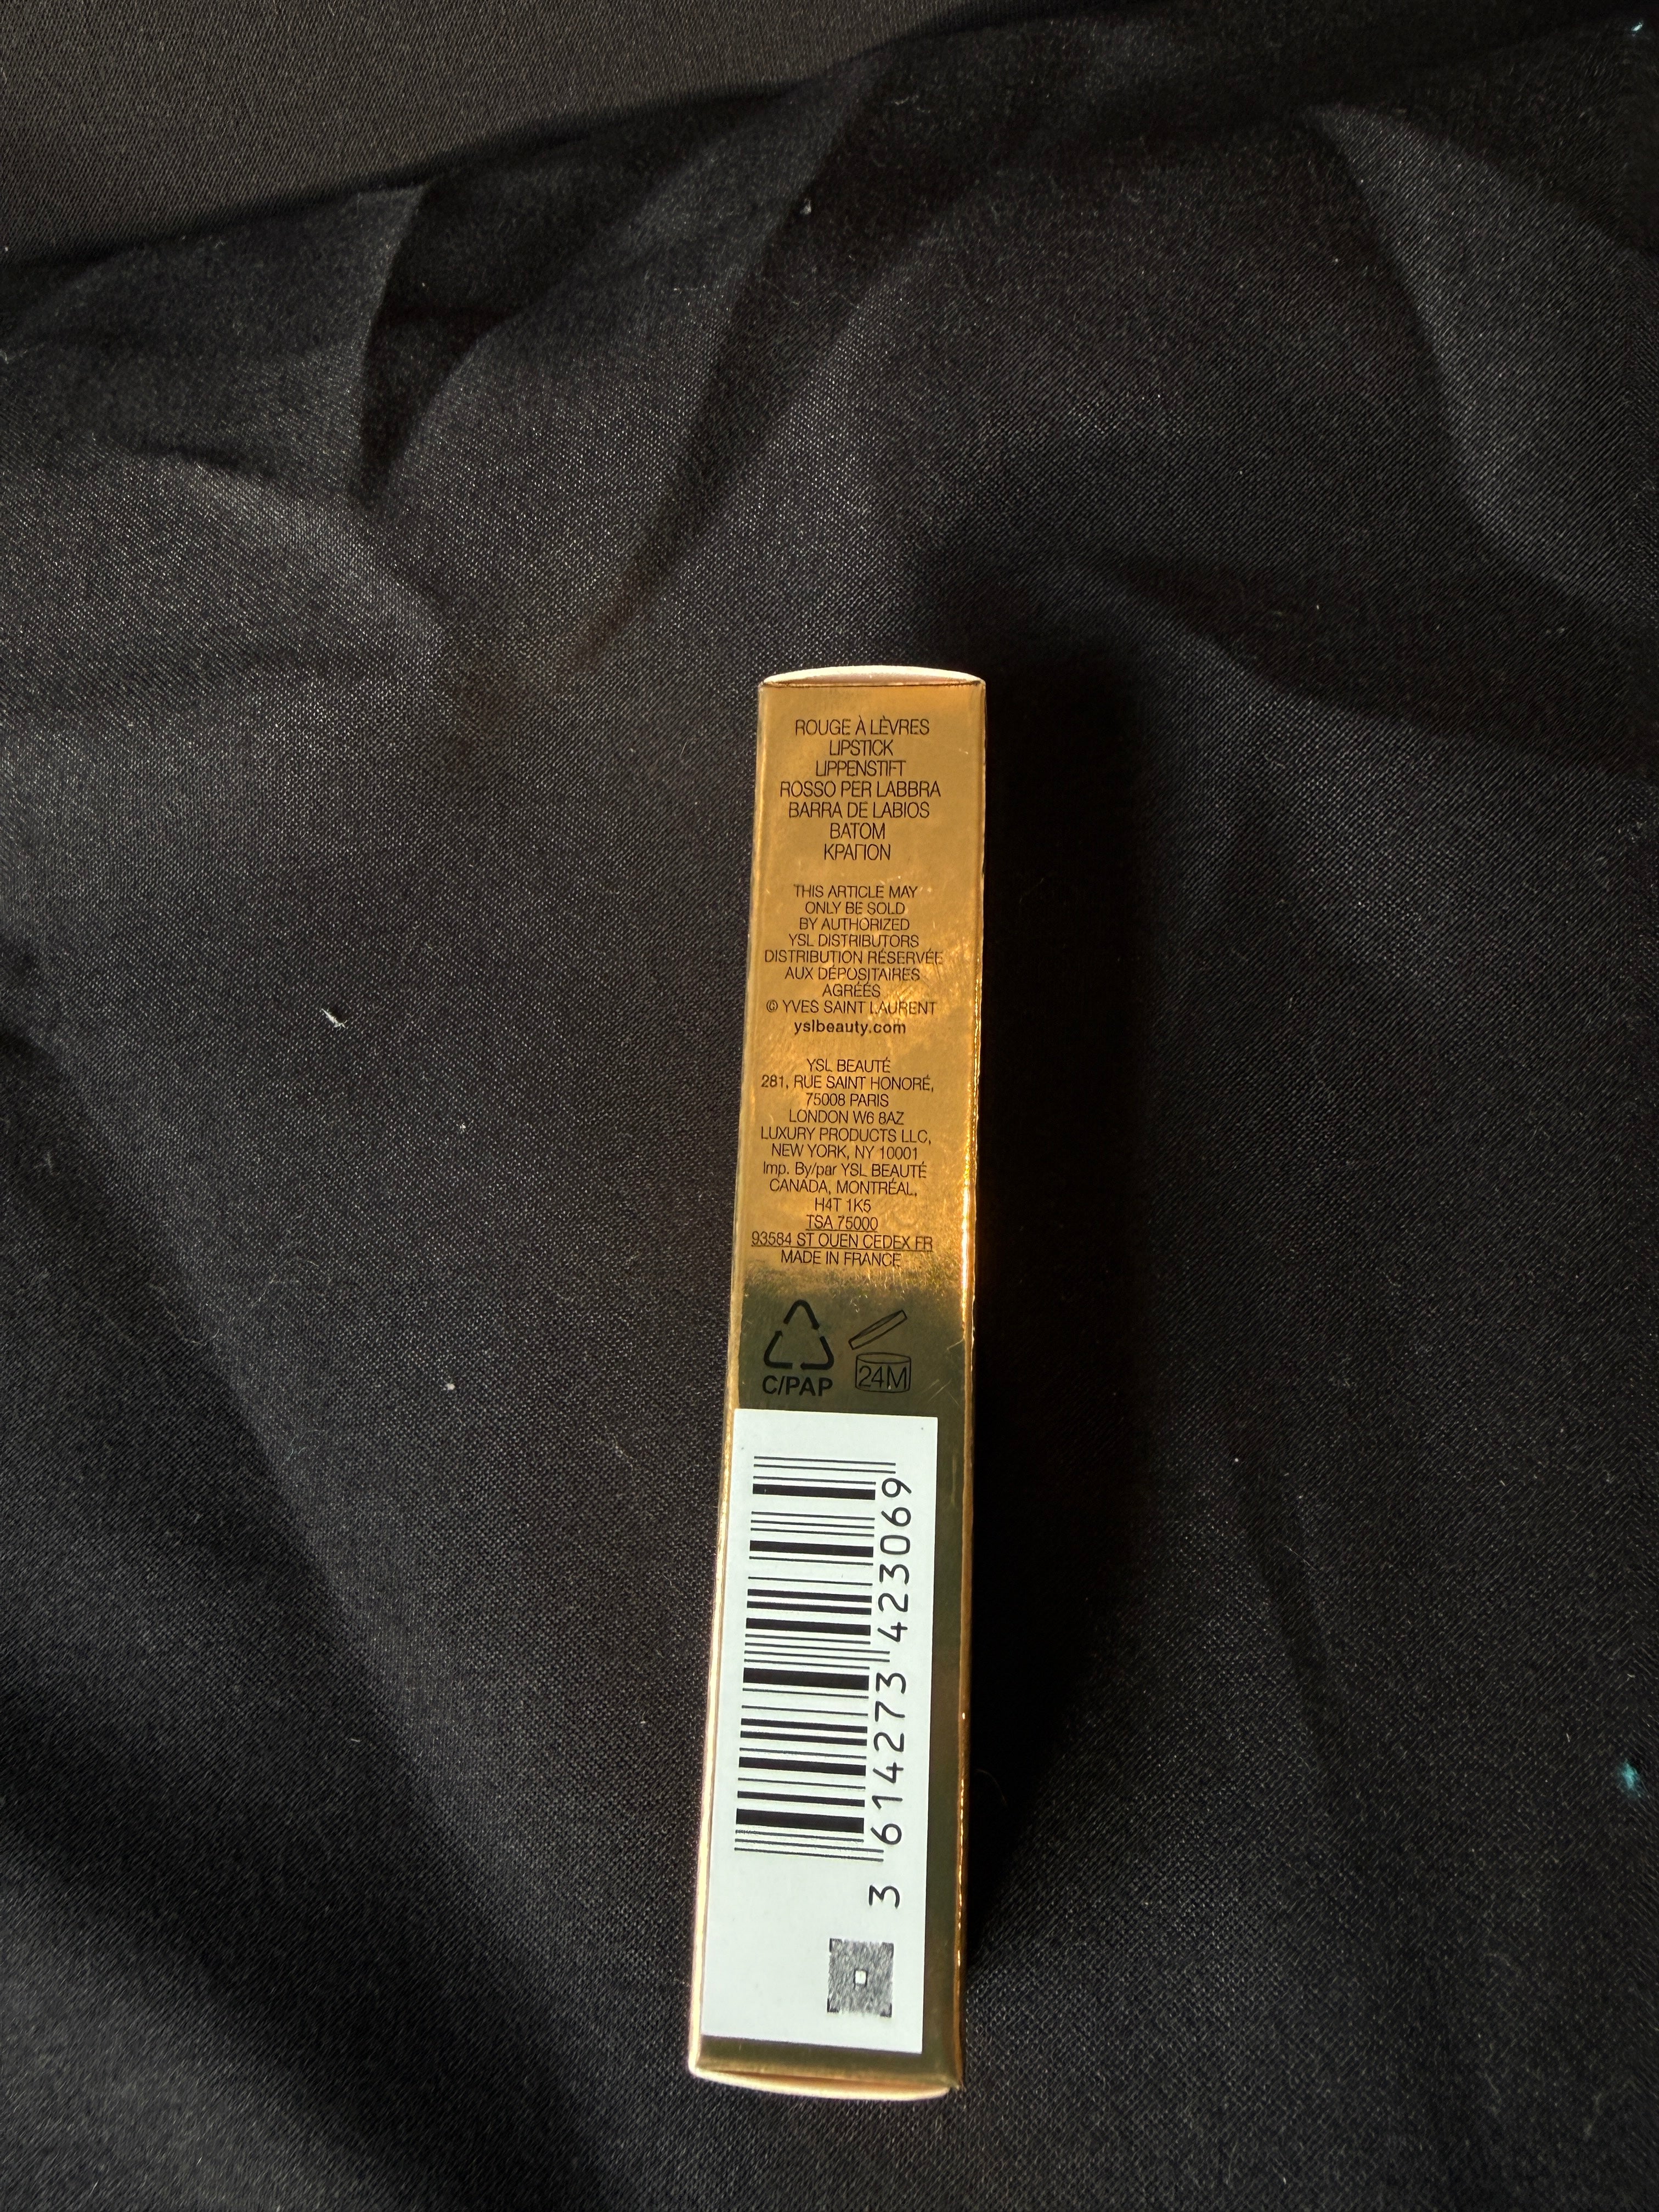 ROUGE À LÈVRES
LIPSTICK
LIPPENSTIFT
ROSSO PER LABBRA
BARRA DE LABIOS
BATOM
ΚΡΑΓΙΟΝ
THIS ARTICLE MAY
ONLY BE SOLD
BY AUTHORIZED
YSL DISTRIBUTORS
DISTRIBUTION RÉSERVÉE
AUX DÉPOSITAIRES
AGRÉÉS
© YVES SAINT LAURENT
yslbeauty.com
YSL BEAUTÉ
281, RUE SAINT HONORÉ,
75008 PARIS
LONDON W6 8AZ
LUXURY PRODUCTS LLC,
NEW YORK, NY 10001
Imp. By/par YSL BEAUTÉ
CANADA, MONTRÉAL,
H4T 1K5
TSA 75000
93584 ST OUEN CEDEX FR
MADE IN FRANCE
C/PAP 24M
3 614273 423069